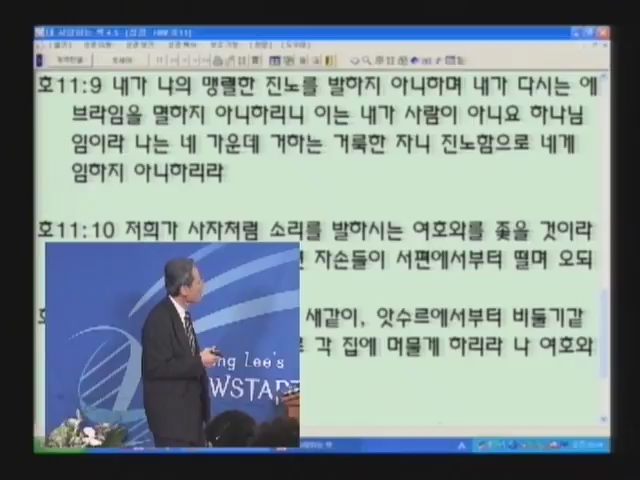 호11:9 내가 나의 맹렬한 진노를 발하지 아니하며 내가 다시는 에
브라임을 멸하지 아니하리니 이는 내가 사람이 아니요 하나님
임이라 나는 네 가운데 거하는 거룩한 자니 진노함으로 네게
임하지 아니하리라
호11:10 저희가 사자처럼 소리를 발하시는 여호와를 좇을 것이라
자손들이 서편에서부터 떨며 오되
새같이, 앗수르에서부터 비둘기같
각 집에 머물게 하리라 나 여호와
ng Lee's
WSTART